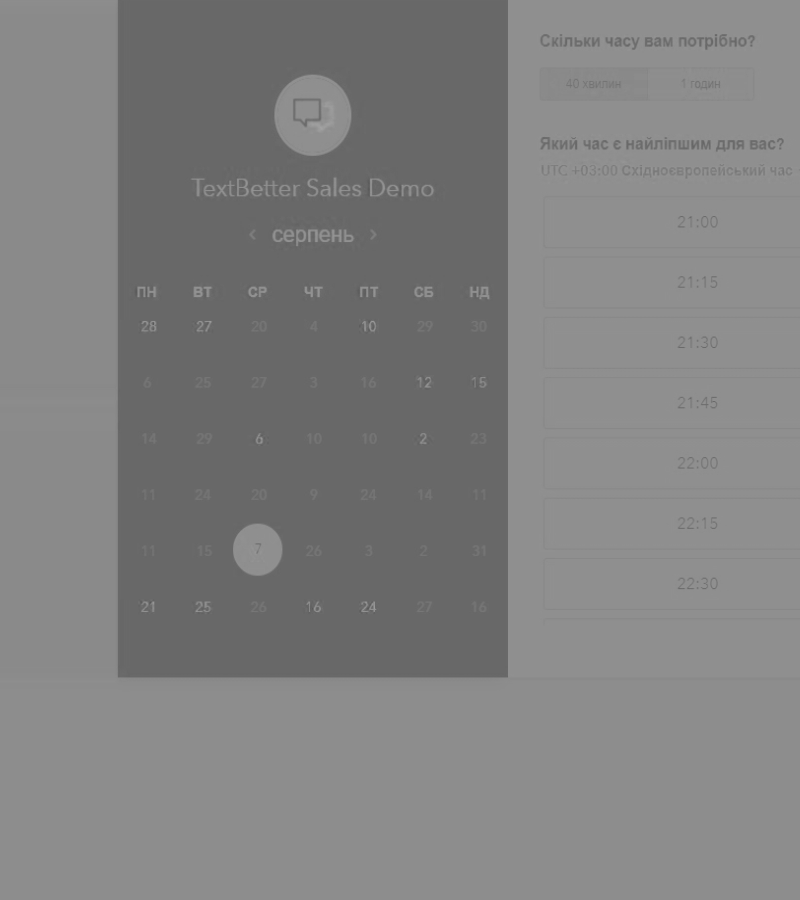 TextBetter Sales Demo
‹ серпень ›
ПН ВТ СР ЧТ ПТ СБ НД
28 27 20 4 10 29 30
6 25 27 3 16 12 15
14 29 6 10 10 2 23
11 24 20 9 24 14 11
11 15 7 26 3 2 31
21 25 26 16 24 27 16
Скільки часу вам потрібно?
40 хвилин 1 годин
Який час є найліпшим для вас?
UTC +03:00 Східноєвропейський час -
21:00
21:15
21:30
21:45
22:00
22:15
22:30